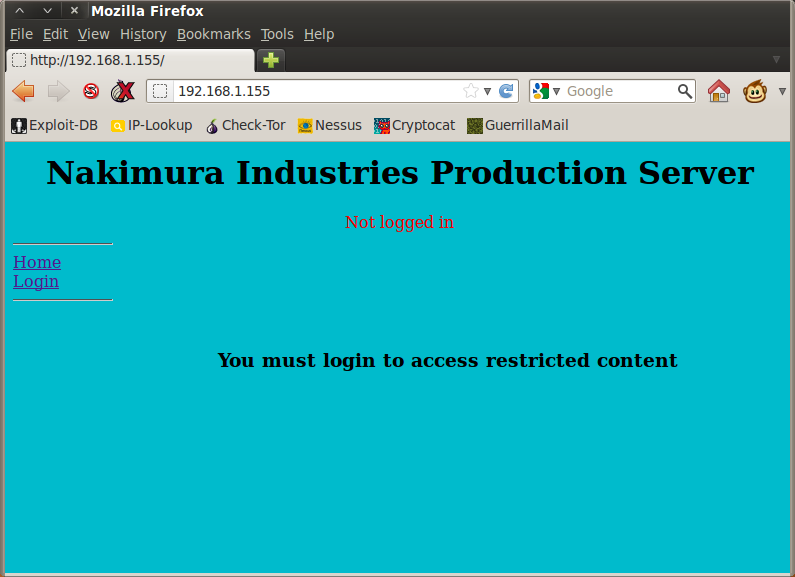 Mozilla Firefox
File Edit View History Bookmarks Tools Help
http://192.168.1.155/
192.168.1.155 Google
Exploit-DB IP-Lookup Check-Tor Nessus Cryptocat GuerrillaMail
Nakimura Industries Production Server
Not logged in
Home
Login
You must login to access restricted content